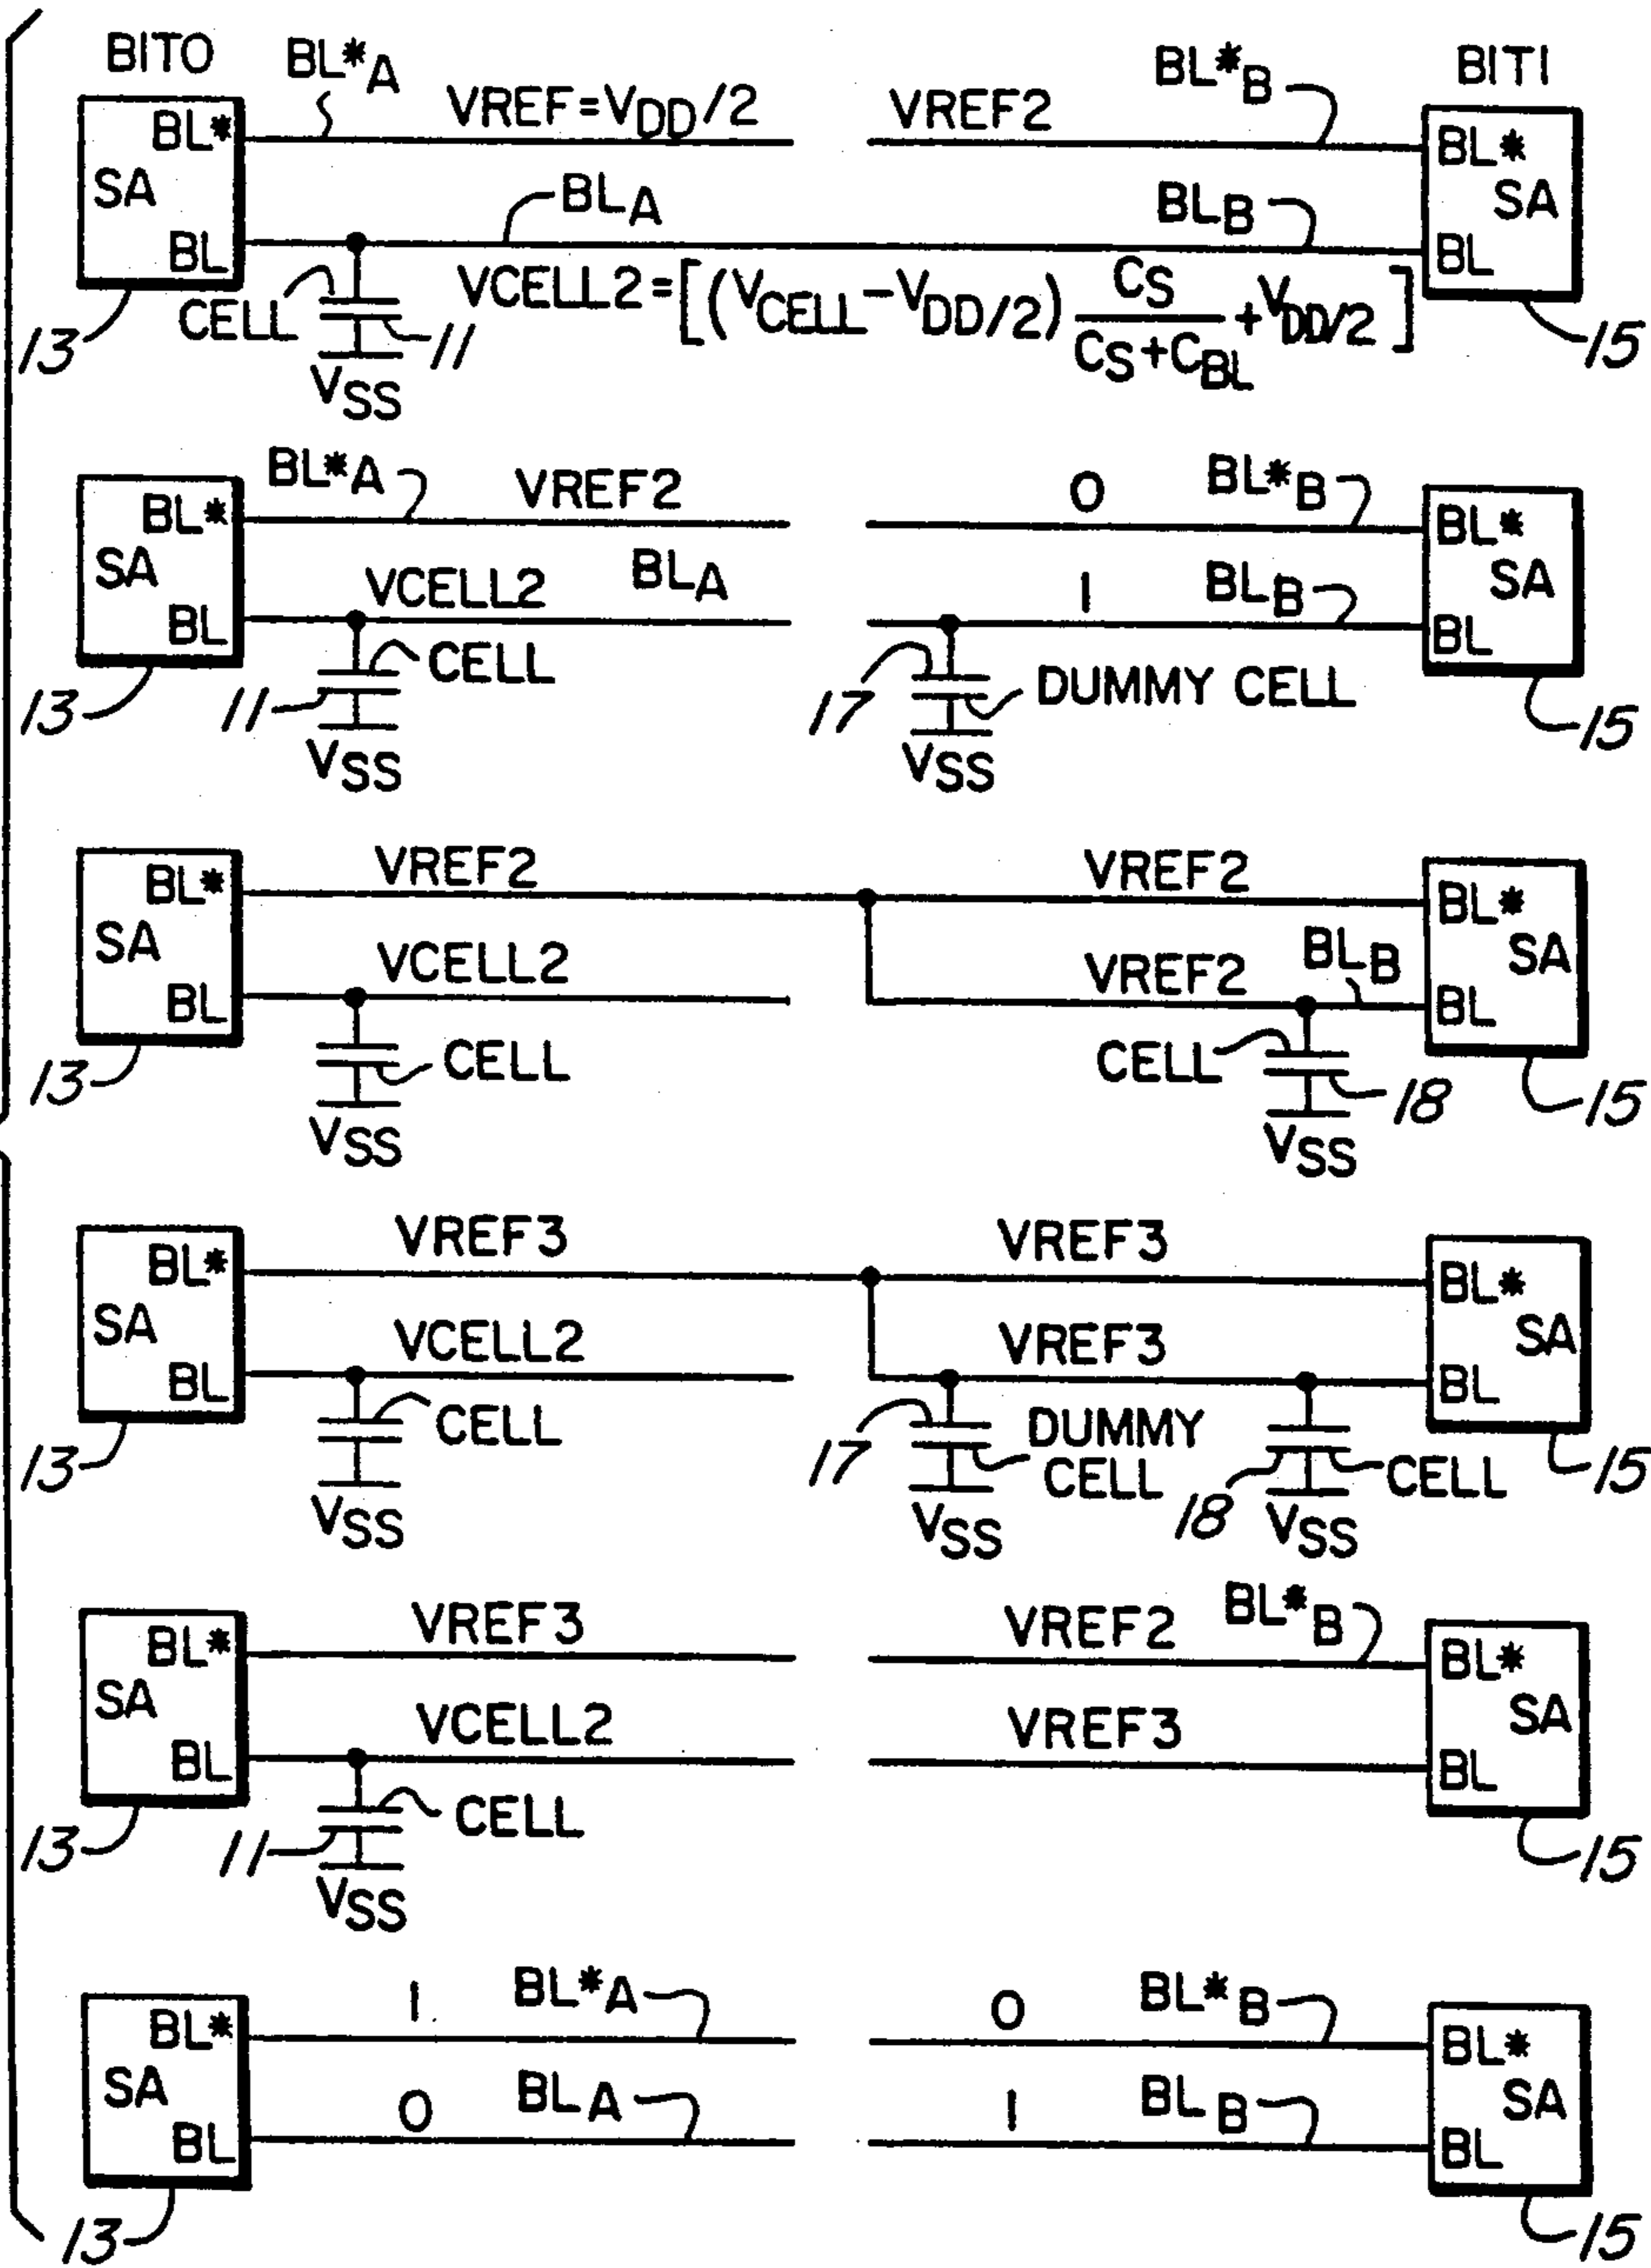 BIT0 BL*A BL*B BIT1
BL* VREF=VDD/2 VREF2 BL*
SA BLA BLB SA
BL BL
CELL VCELL2=[(VCELL-VDD/2) CS/CS+CBL +VDD/2]
13 11 15
VSS
BL*A VREF2 0 BL*B
BL* BL*
SA VCELL2 BLA 1 BLB SA
BL BL
CELL DUMMY CELL
13 11 17 15
VSS VSS
BL* VREF2 VREF2 BL*
SA VCELL2 VREF2 BLB SA
BL BL
13 CELL CELL 18 15
VSS VSS
BL* VREF3 VREF3 BL*
SA VCELL2 VREF3 SA
BL BL
13 CELL 17 DUMMY
CELL 18 CELL 15
VSS VSS VSS
BL* VREF3 VREF2 BL*B BL*
SA VCELL2 VREF3 SA
BL BL
13 11 CELL 15
VSS
BL* 1 BL*A 0 BL*B BL*
SA 0 BLA 1 BLB SA
BL BL
13 15